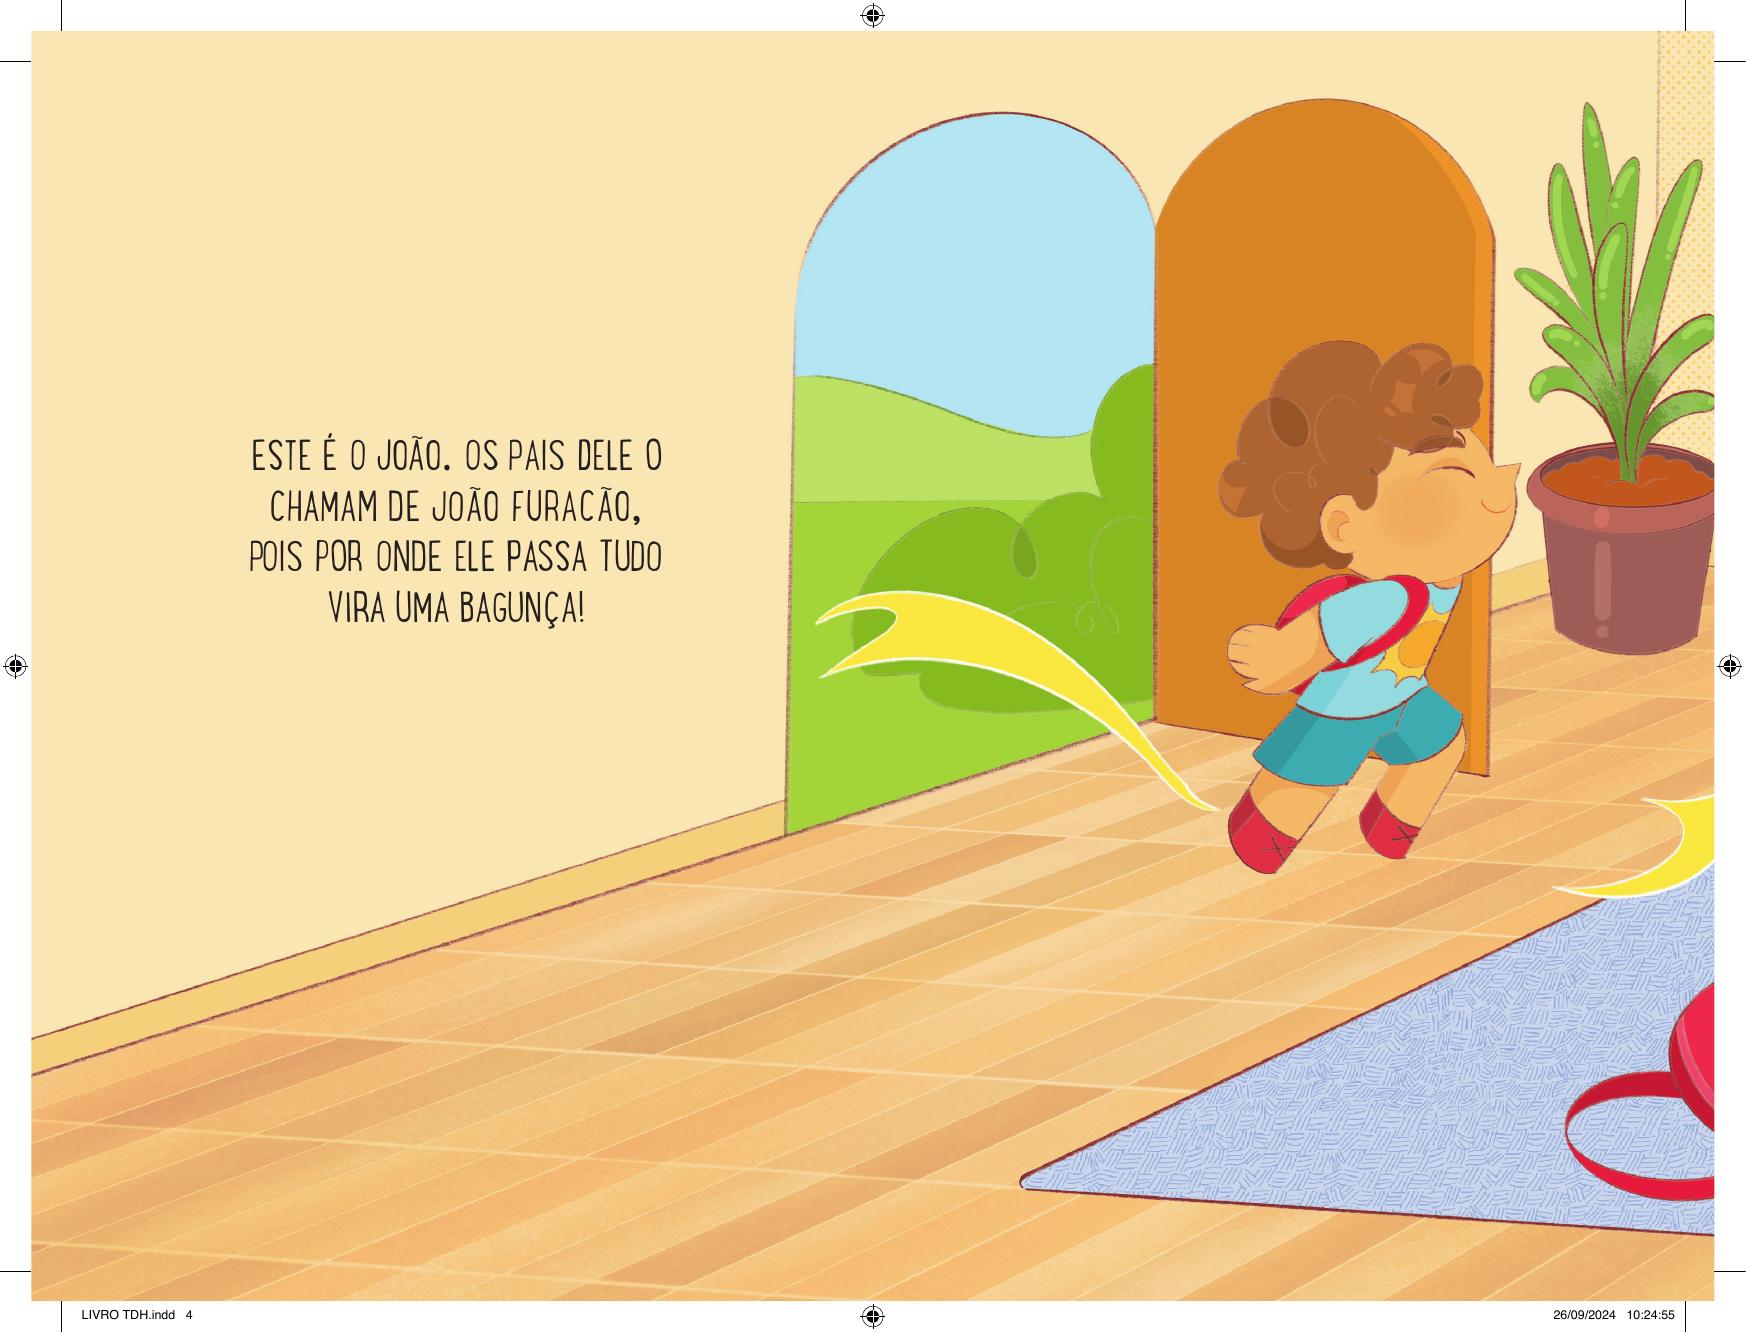 ESTE É O JOÃO. OS PAIS DELE O
CHAMAM DE JOÃO FURACÃO,
POIS POR ONDE ELE PASSA TUDO
VIRA UMA BAGUNÇA!
LIVRO TDH.indd 4
26/09/2024 10:24:55